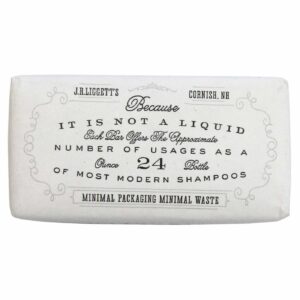 J.R.LIGGETT'S CORNISH, NH
Because
IT IS NOT A LIQUID
Each Bar Offers The Approximate
NUMBER OF USAGES AS A
Ounce 24 Bottle
OF MOST MODERN SHAMPOOS
MINIMAL PACKAGING MINIMAL WASTE